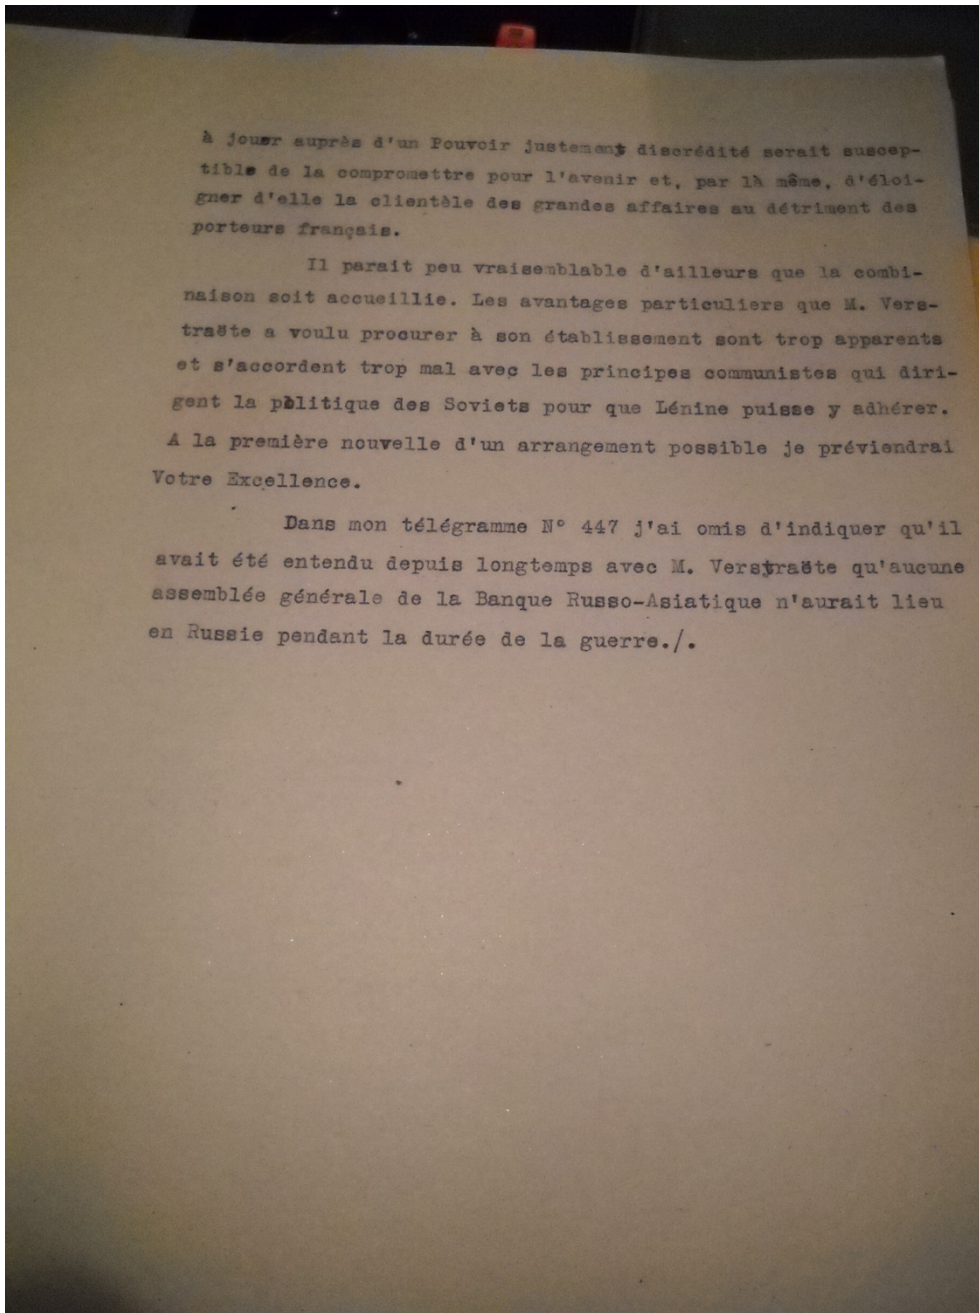 à jouer auprès d'un Pouvoir justement discrédité serait suscep-
tible de la compromettre pour l'avenir et, par là même, d'éloi-
gner d'elle la clientèle des grandes affaires au détriment des
porteurs français.
Il parait peu vraisemblable d'ailleurs que la combi-
naison soit accueillie. Les avantages particuliers que M. Vers-
traëte a voulu procurer à son établissement sont trop apparents
et s'accordent trop mal avec les principes communistes qui diri-
gent la politique des Soviets pour que Lénine puisse y adhérer.
A la première nouvelle d'un arrangement possible je préviendrai
Votre Excellence.
Dans mon télégramme N° 447 j'ai omis d'indiquer qu'il
avait été entendu depuis longtemps avec M. Verstraëte qu'aucune
assemblée générale de la Banque Russo-Asiatique n'aurait lieu
en Russie pendant la durée de la guerre./.